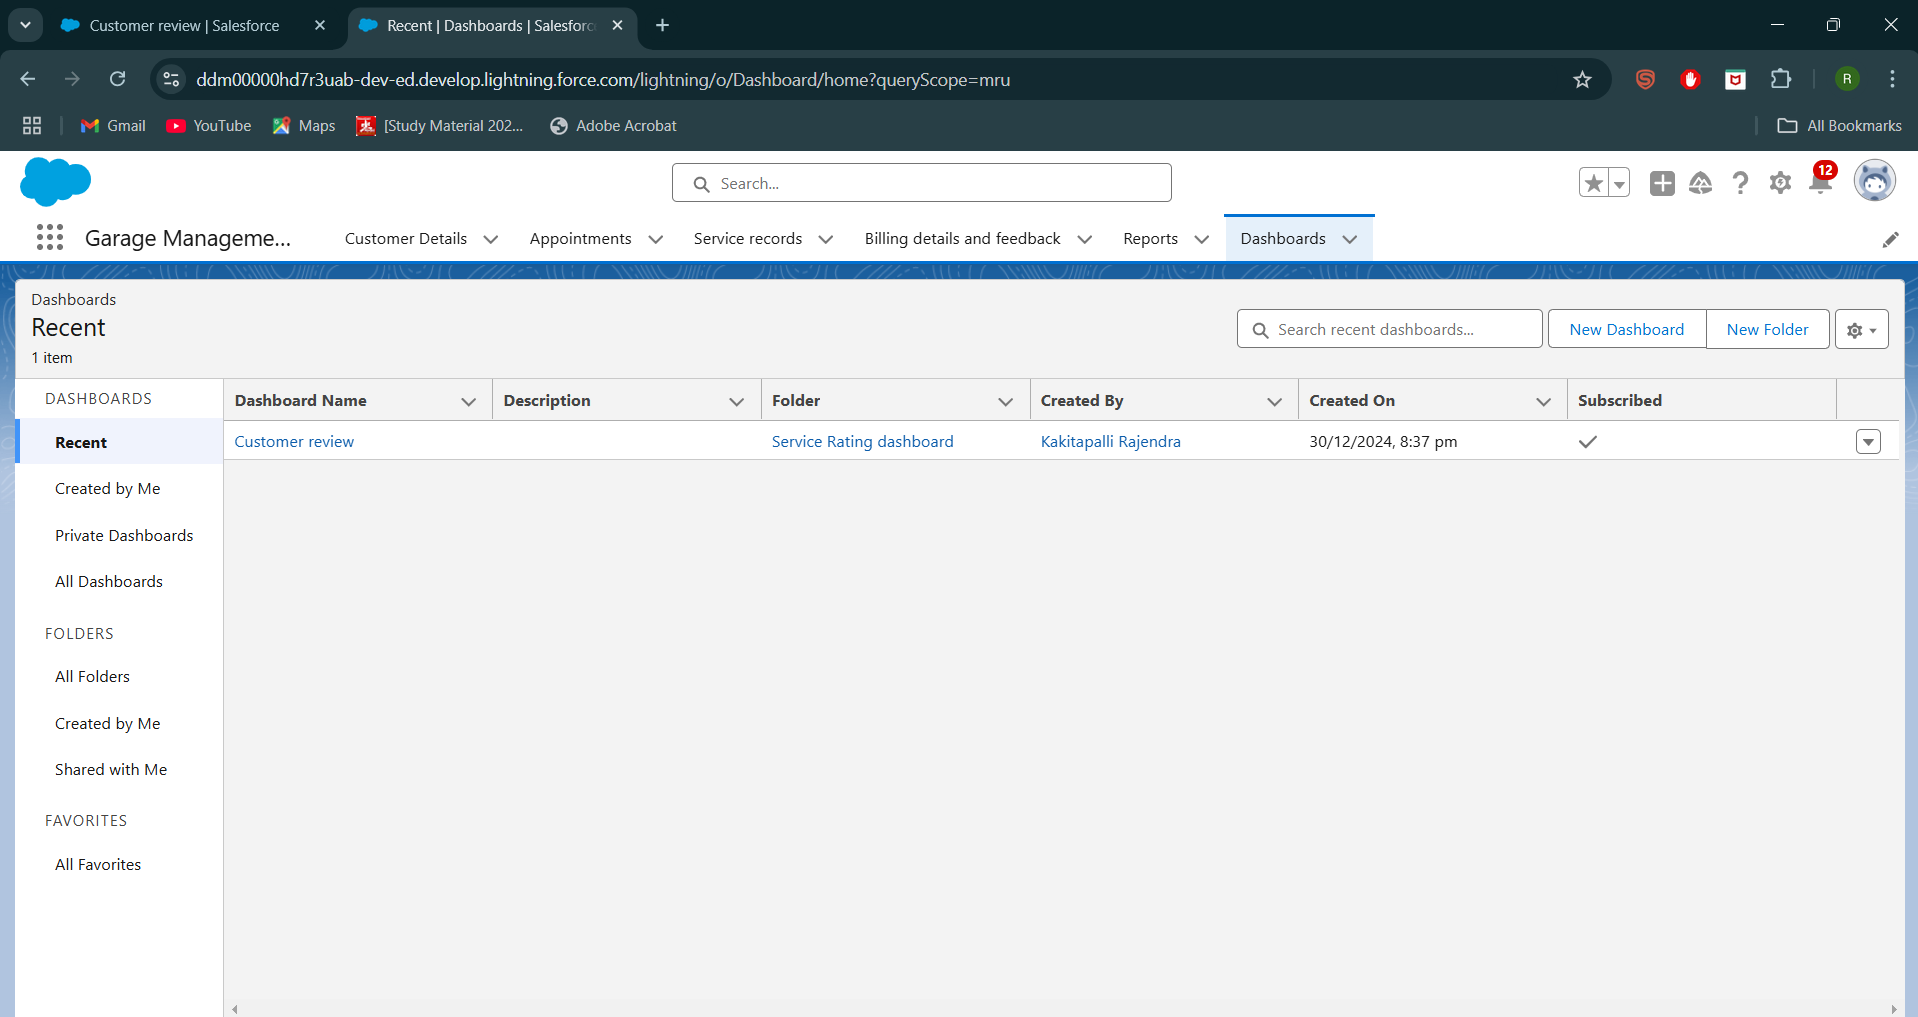 Customer review | Salesforce
Recent | Dashboards | Salesforc
ddm00000hd7r3uab-dev-ed.develop.lightning.force.com/lightning/o/Dashboard/home?queryScope=mru
R
Gmail
YouTube
Maps
[Study Material 202...
Adobe Acrobat
All Bookmarks
Search...
12
Garage Manageme...
Customer Details
Appointments
Service records
Billing details and feedback
Reports
Dashboards
Dashboards
Recent
1 item
Search recent dashboards...
New Dashboard
New Folder
DASHBOARDS
Recent
Created by Me
Private Dashboards
All Dashboards
FOLDERS
All Folders
Created by Me
Shared with Me
FAVORITES
All Favorites
Dashboard Name
Description
Folder
Created By
Created On
Subscribed
Customer review
Service Rating dashboard
Kakitapalli Rajendra
30/12/2024, 8:37 pm